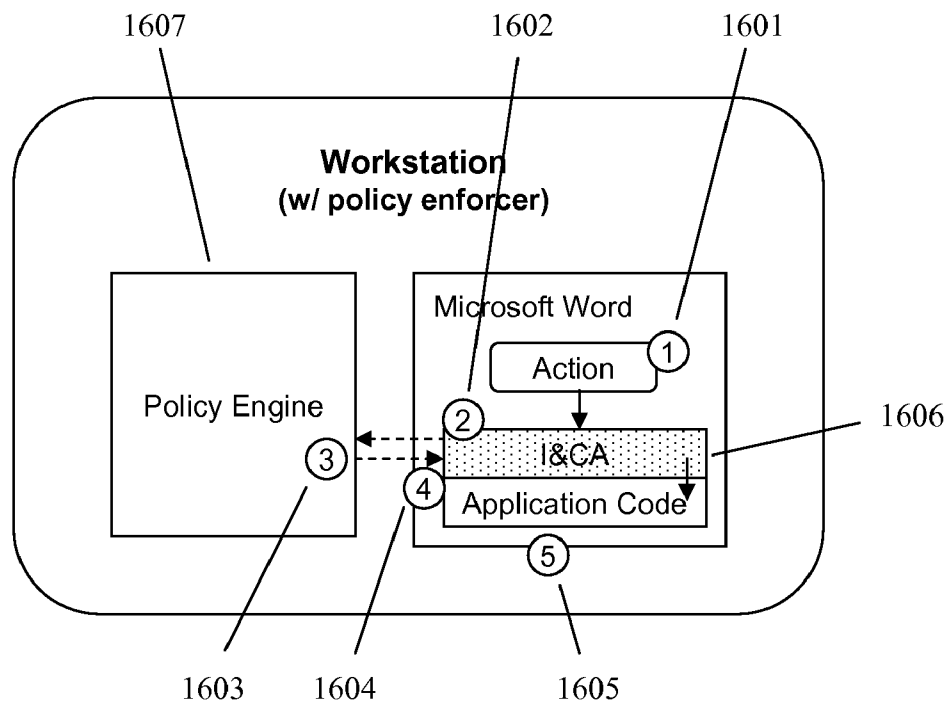 1607
1602
1601
Workstation
(w/ policy enforcer)
Microsoft Word
1
Action
Policy Engine
2
1606
I&CA
3
4
Application Code
5
1603
1604
1605